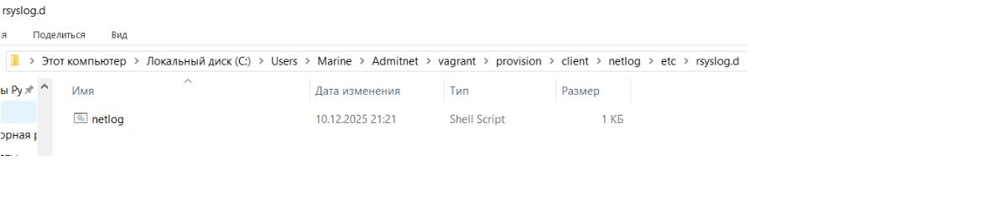 rsyslog.d
я Поделиться Вид
Этот компьютер > Локальный диск (C:) > Users > Marine > Admitnet > vagrant > provision > client > netlog > etc > rsyslog.d
ы Ру Имя Дата изменения Тип Размер
netlog 10.12.2025 21:21 Shell Script 1 КБ
орная р